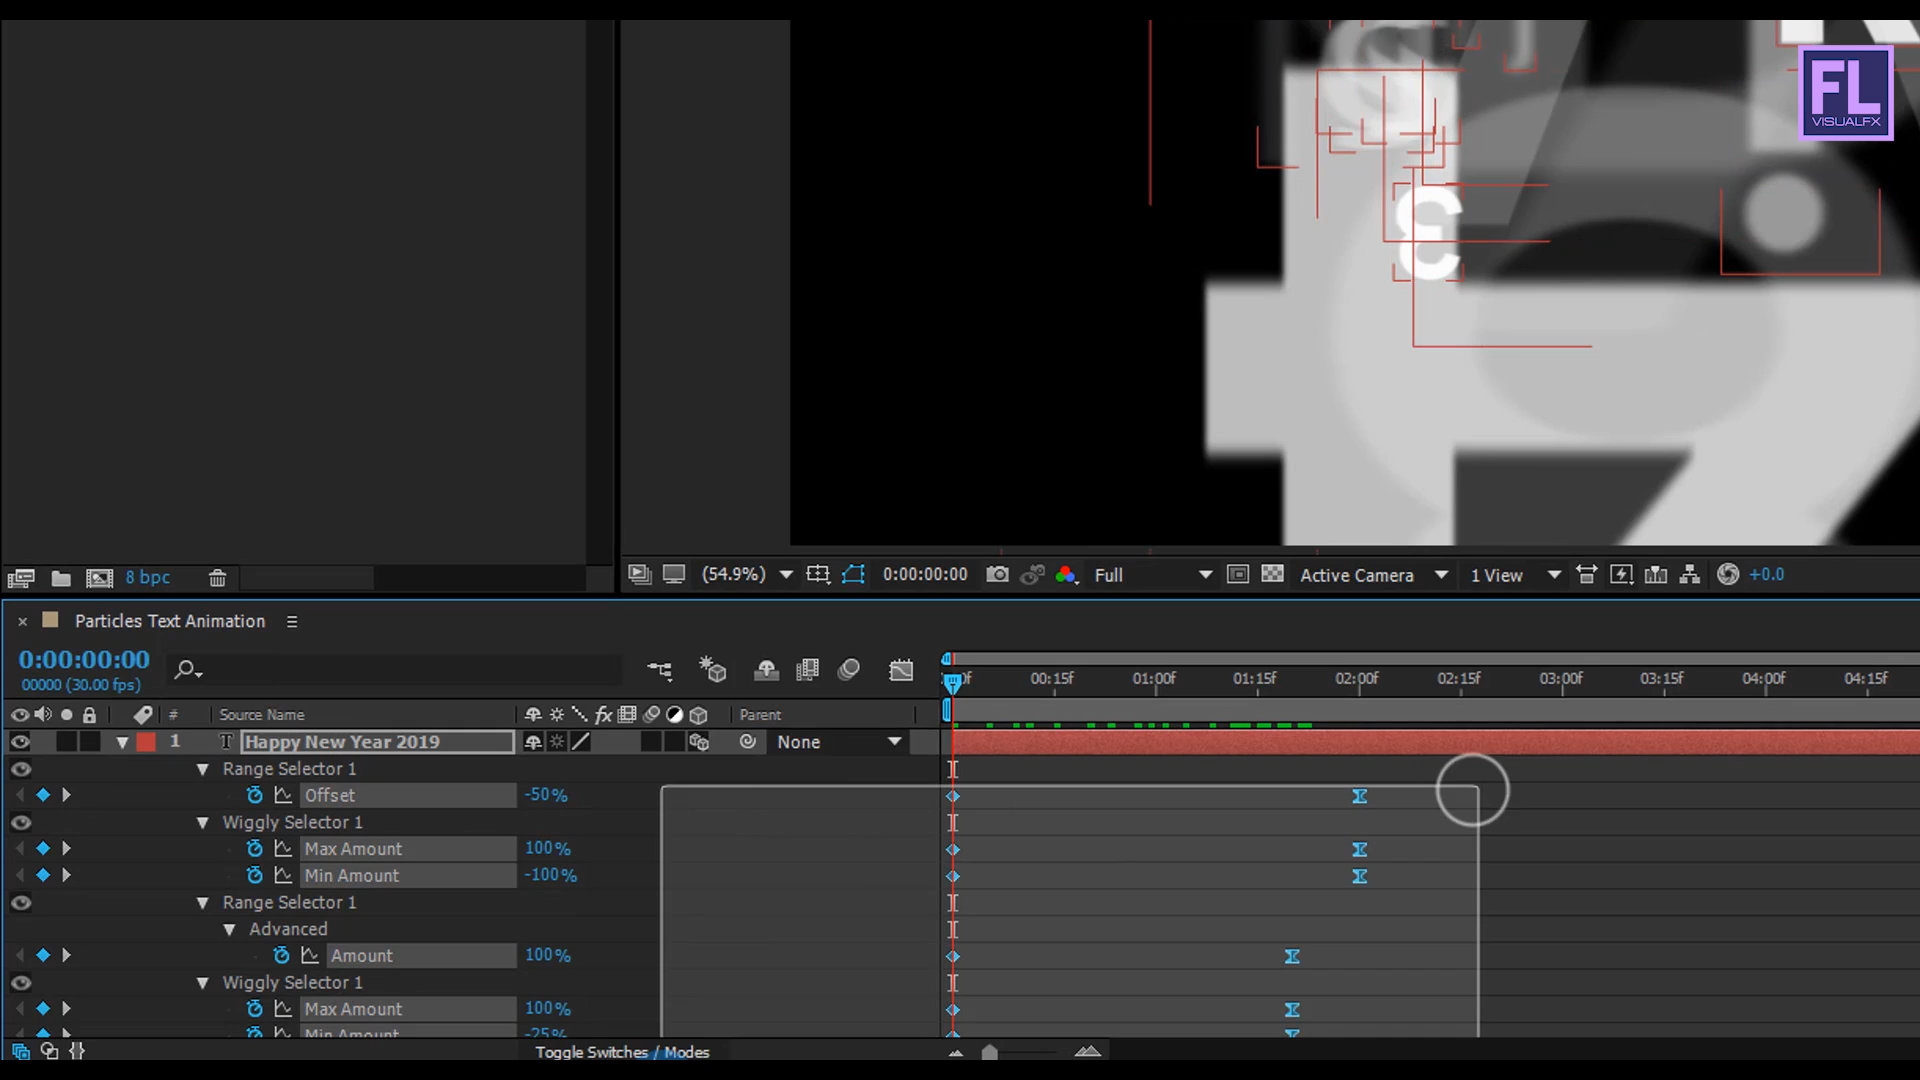 FL
VISUALFX
3
8 bpc
(54.9%)
0:00:00:00
Full
Active Camera
1 View
+0.0
× Particles Text Animation
0:00:00:00
00000 (30.00 fps)
00:15f
01:00f
01:15f
02:00f
02:15f
03:00f
03:15f
04:00f
04:15f
# Source Name
fx
Parent
1 T Happy New Year 2019
None
Range Selector 1
Offset -50%
Wiggly Selector 1
Max Amount 100%
Min Amount -100%
Range Selector 1
Advanced
Amount 100%
Wiggly Selector 1
Max Amount 100%
Min Amount -25%
Toggle Switches / Modes